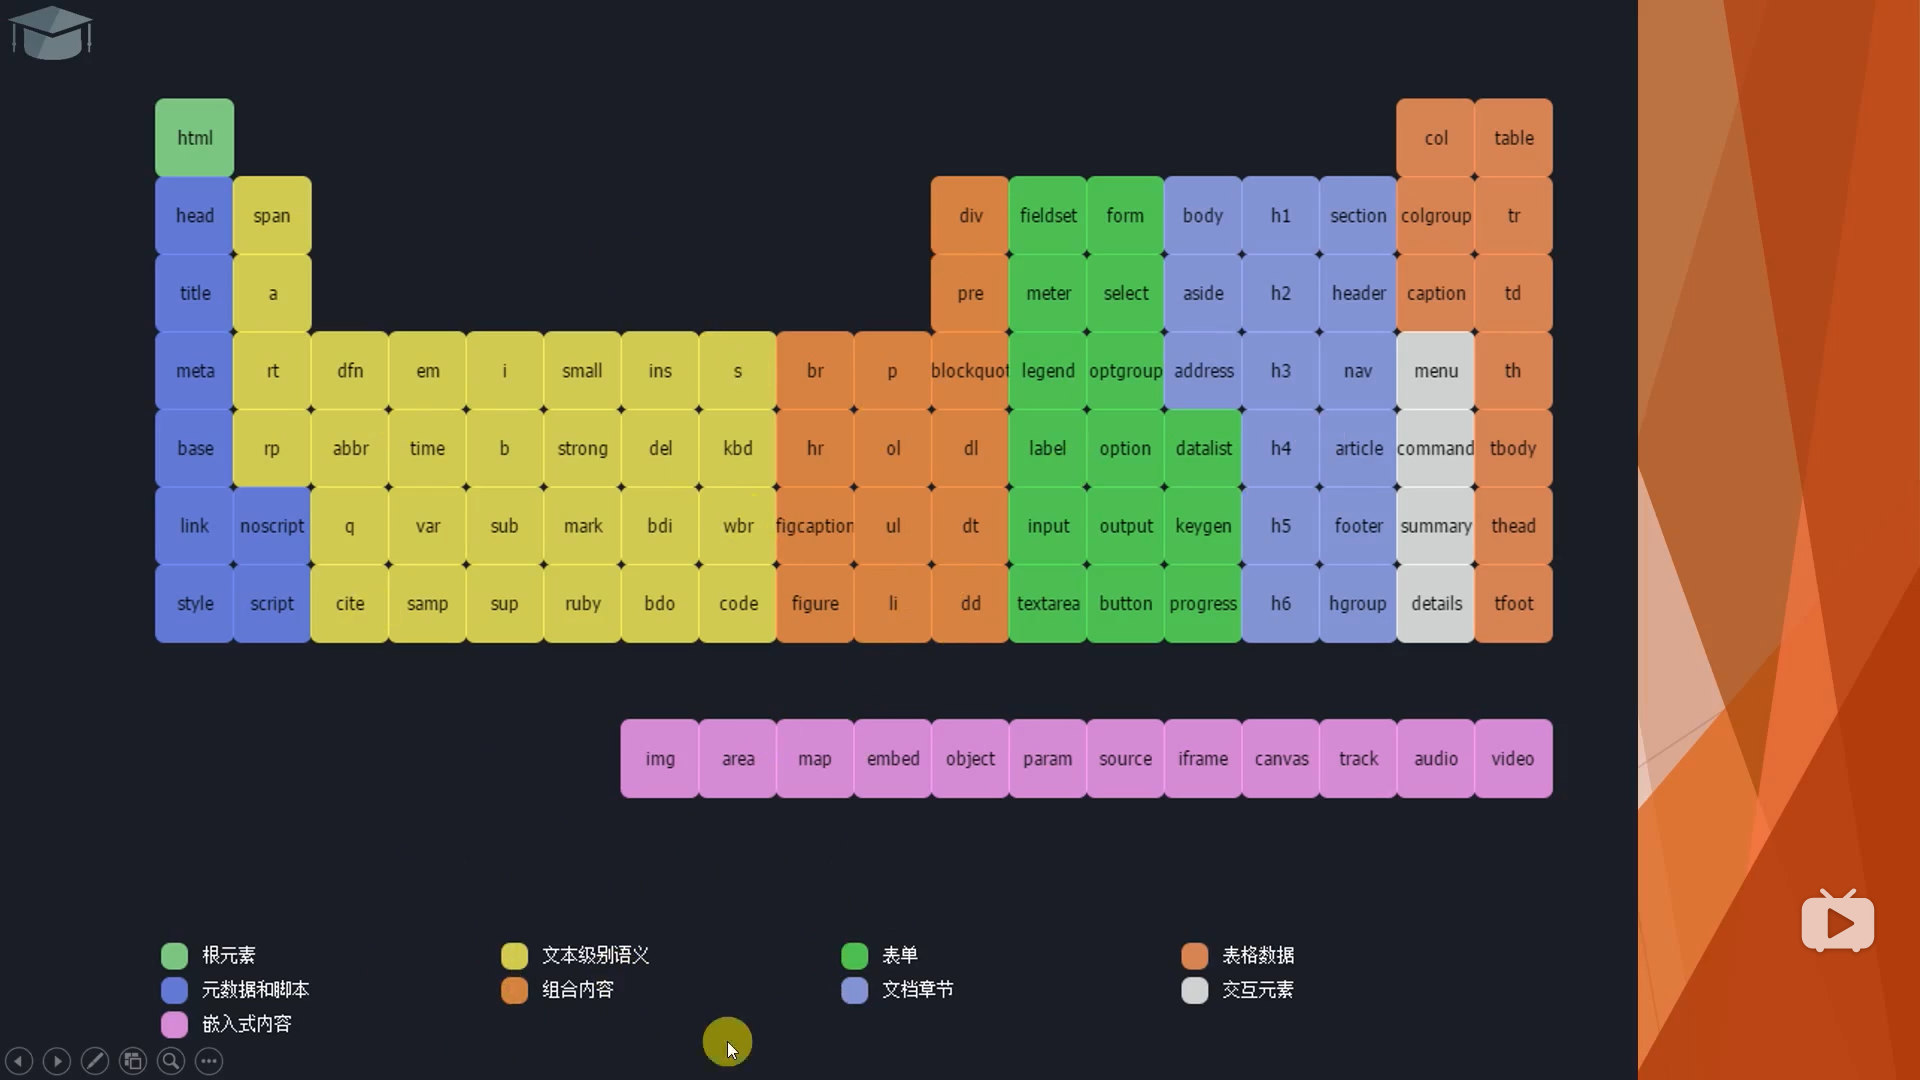 html col table
head span div fieldset form body h1 section colgroup tr
title a pre meter select aside h2 header caption td
meta rt dfn em i small ins s br p blockquot legend optgroup address h3 nav menu th
base rp abbr time b strong del kbd hr ol dl label option datalist h4 article command tbody
link noscript q var sub mark bdi wbr figcaption ul dt input output keygen h5 footer summary thead
style script cite samp sup ruby bdo code figure li dd textarea button progress h6 hgroup details tfoot
img area map embed object param source iframe canvas track audio video
根元素 文本级别语义 表单 表格数据
元数据和脚本 组合内容 文档章节 交互元素
嵌入式内容